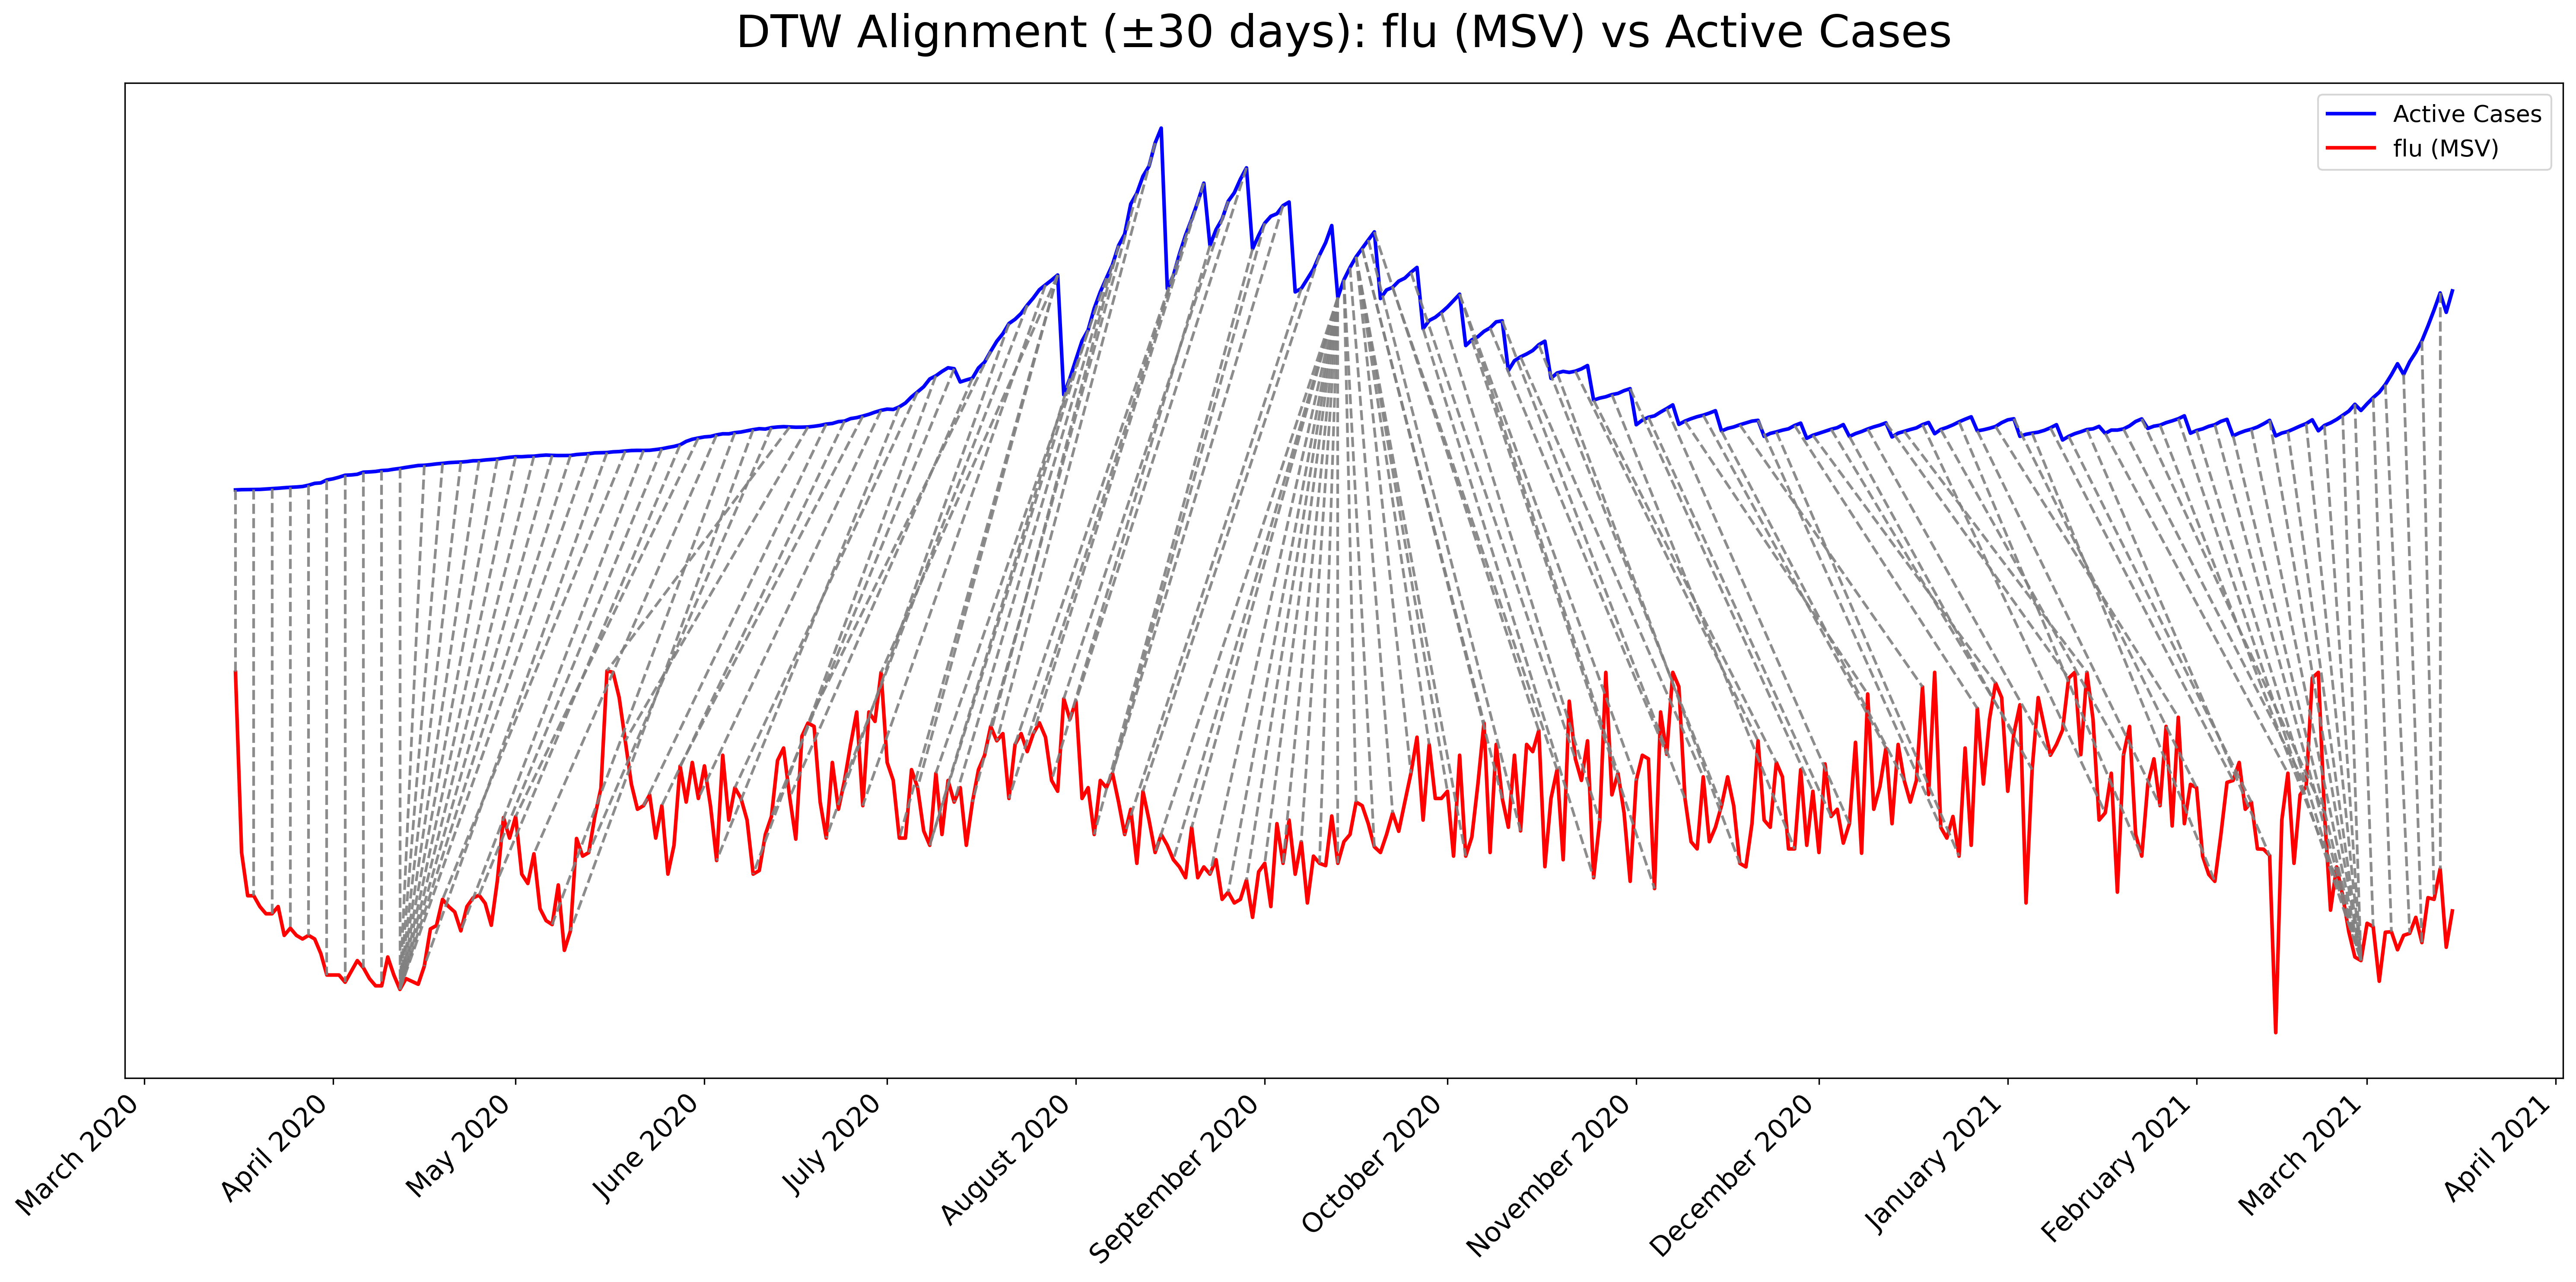 DTW Alignment (±30 days): flu (MSV) vs Active Cases
Active Cases
flu (MSV)
March 2020
April 2020
May 2020
June 2020
July 2020
August 2020
September 2020
October 2020
November 2020
December 2020
January 2021
February 2021
March 2021
April 2021